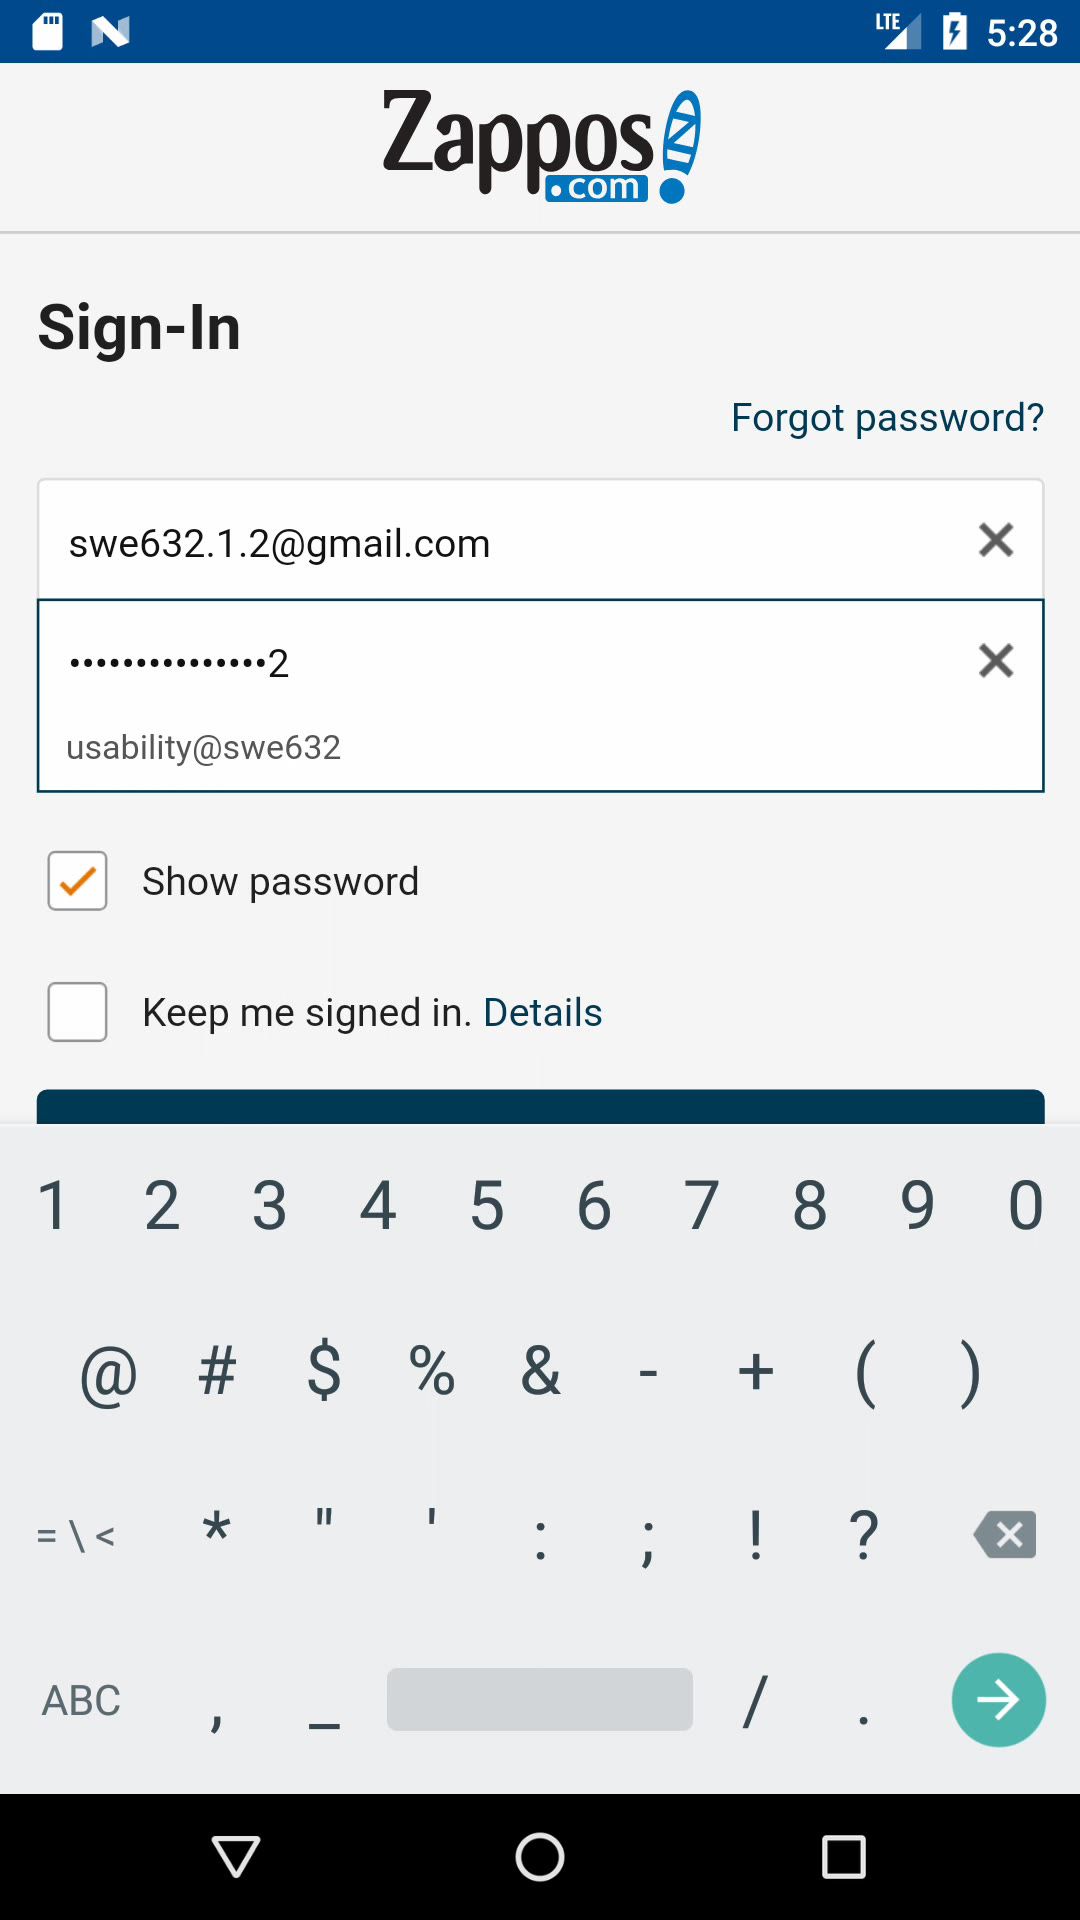 LTE 5:28
Zappos
.com
Sign-In
Forgot password?
swe632.1.2@gmail.com
•••••••••••••••2
usability@swe632
Show password
Keep me signed in. Details
1 2 3 4 5 6 7 8 9 0
@ # $ % & - + ( )
= \ < * " ' : ; ! ?
ABC , _ / .